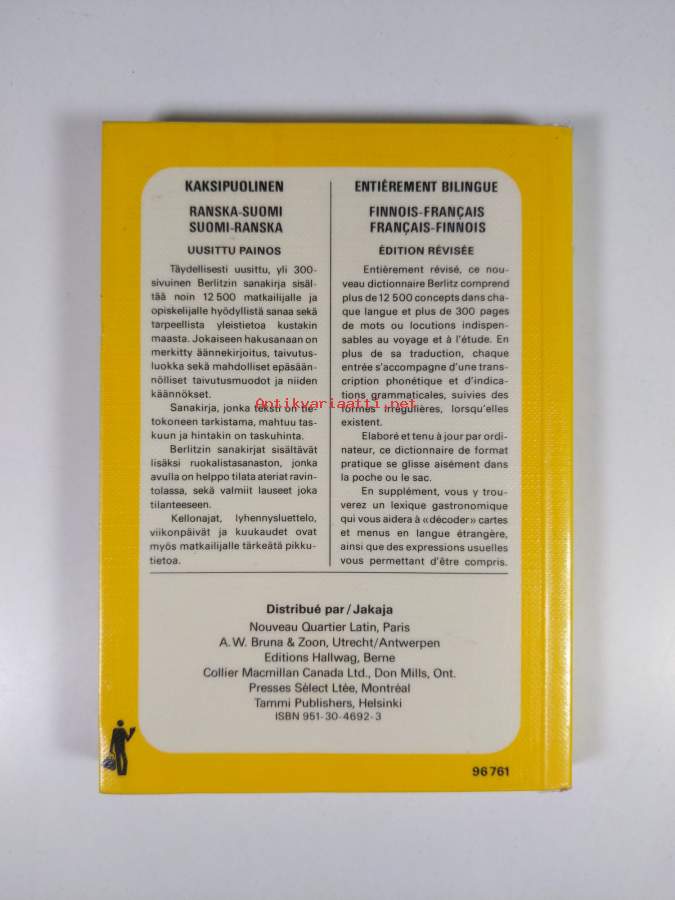 KAKSIPUOLINEN
RANSKA-SUOMI
SUOMI-RANSKA
UUSITTU PAINOS
Täydellisesti uusittu, yli 300-
sivuinen Berlitzin sanakirja sisäl-
tää noin 12 500 matkailijalle ja
opiskelijalle hyödyllistä sanaa sekä
tarpeellista yleistietoa kustakin
maasta. Jokaiseen hakusanaan on
merkitty äännekirjoitus, taivutus-
luokka sekä mahdolliset epäsään-
nölliset taivutusmuodot ja niiden
käännökset.
Sanakirja, jonka teksti on tie-
tokoneen tarkistama, mahtuu tas-
kuun ja hintakin on taskuhinta.
Berlitzin sanakirjat sisältävät
lisäksi ruokalistasanaston, jonka
avulla on helppo tilata ateriat ravin-
tolassa, sekä valmiit lauseet joka
tilanteeseen.
Kellonajat, lyhennysluettelo,
viikonpäivät ja kuukaudet ovat
myös matkailijalle tärkeätä pikku-
tietoa.
ENTIÈREMENT BILINGUE
FINNOIS-FRANÇAIS
FRANÇAIS-FINNOIS
ÉDITION RÉVISÉE
Entièrement révisé, ce nou-
veau dictionnaire Berlitz comprend
plus de 12 500 concepts dans cha-
que langue et plus de 300 pages
de mots ou locutions indispen-
sables au voyage et à l'étude. En
plus de sa traduction, chaque
entrée s'accompagne d'une trans-
cription phonétique et d'indica-
tions grammaticales, suivies des
formes irrégulières, lorsqu'elles
existent.
Elaboré et tenu à jour par ordi-
nateur, ce dictionnaire de format
pratique se glisse aisément dans
la poche ou le sac.
En supplément, vous y trou-
verez un lexique gastronomique
qui vous aidera à «décoder» cartes
et menus en langue étrangère,
ainsi que des expressions usuelles
vous permettant d'être compris.
Antikvariaatti.net
Distribué par/Jakaja
Nouveau Quartier Latin, Paris
A. W. Bruna & Zoon, Utrecht/Antwerpen
Editions Hallwag, Berne
Collier Macmillan Canada Ltd., Don Mills, Ont.
Presses Sélect Ltée, Montréal
Tammi Publishers, Helsinki
ISBN 951-30-4692-3
96 761